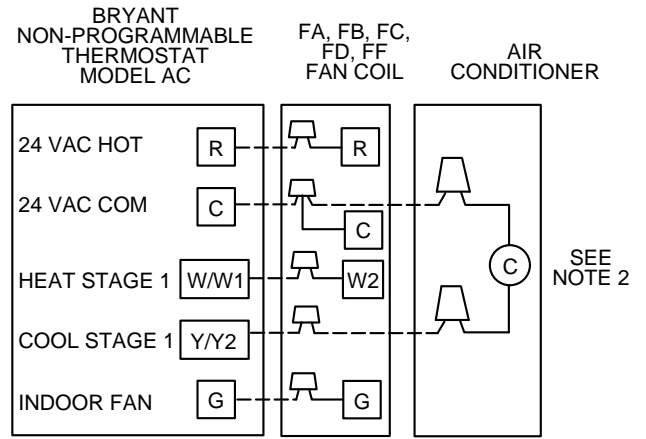 BRYANT
NON-PROGRAMMABLE
THERMOSTAT
MODEL AC
FA, FB, FC,
FD, FF
FAN COIL
AIR
CONDITIONER
24 VAC HOT R R
24 VAC COM C
C
HEAT STAGE 1 W/W1 W2
C
SEE
NOTE 2
COOL STAGE 1 Y/Y2
INDOOR FAN G G